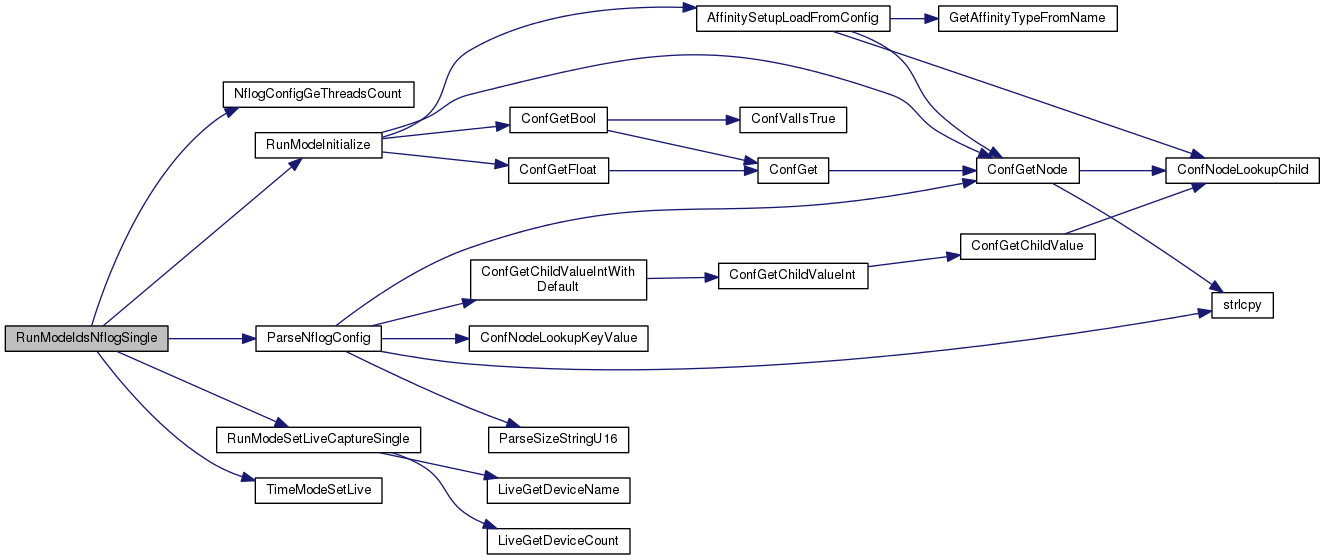 AffinitySetupLoadFromConfig
GetAffinityTypeFromName
NflogConfigGeThreadsCount
ConfGetBool
ConfValIsTrue
RunModeInitialize
ConfGetFloat
ConfGet
ConfGetNode
ConfNodeLookupChild
ConfGetChildValue
ConfGetChildValueIntWith
Default
ConfGetChildValueInt
strlcpy
RunModeIdsNflogSingle
ParseNflogConfig
ConfNodeLookupKeyValue
RunModeSetLiveCaptureSingle
ParseSizeStringU16
TimeModeSetLive
LiveGetDeviceName
LiveGetDeviceCount